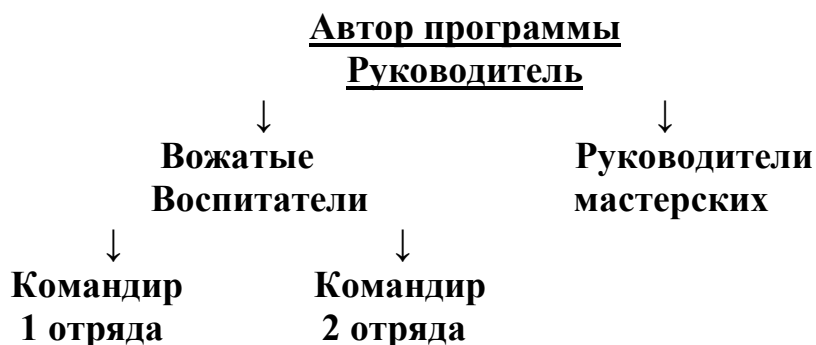 Автор программы
Руководитель
↓ ↓
Вожатые Руководители
Воспитатели мастерских
↓ ↓
Командир Командир
1 отряда 2 отряда